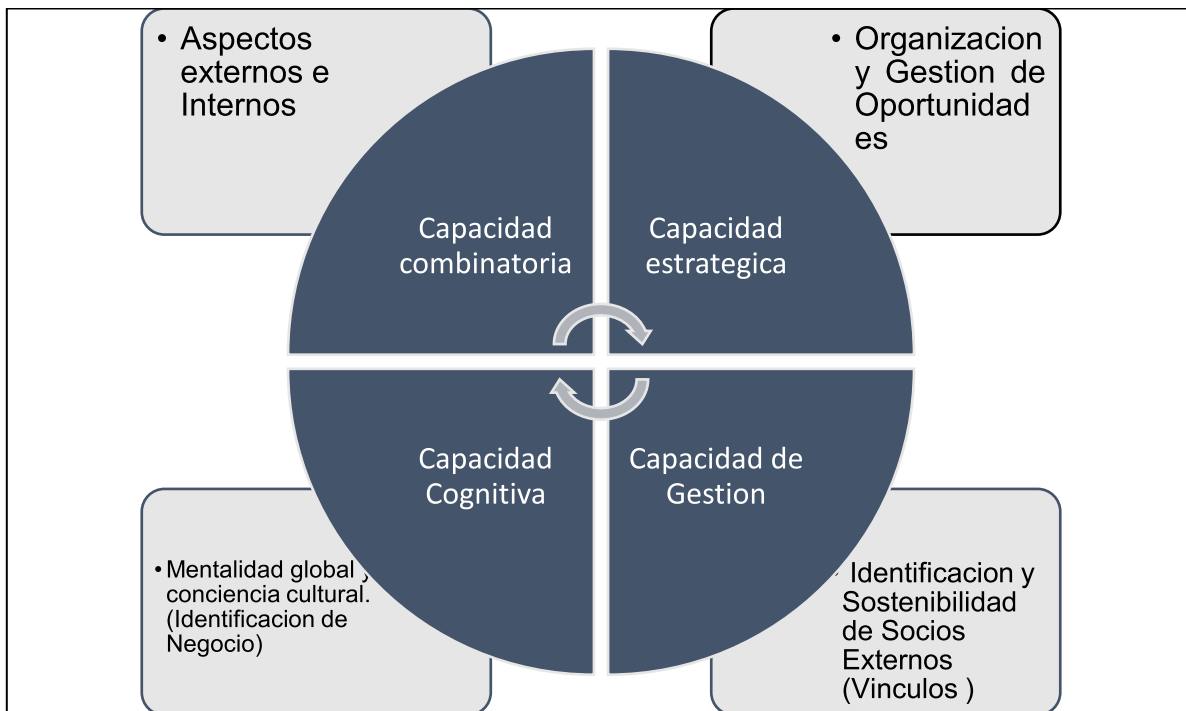 • Aspectos
externos e
Internos
• Organizacion
y Gestion de
Oportunidad
es
Capacidad
combinatoria
Capacidad
estrategica
Capacidad
Cognitiva
Capacidad de
Gestion
• Mentalidad global y
conciencia cultural.
(Identificacion de
Negocio)
• Identificacion y
Sostenibilidad
de Socios
Externos
(Vinculos )